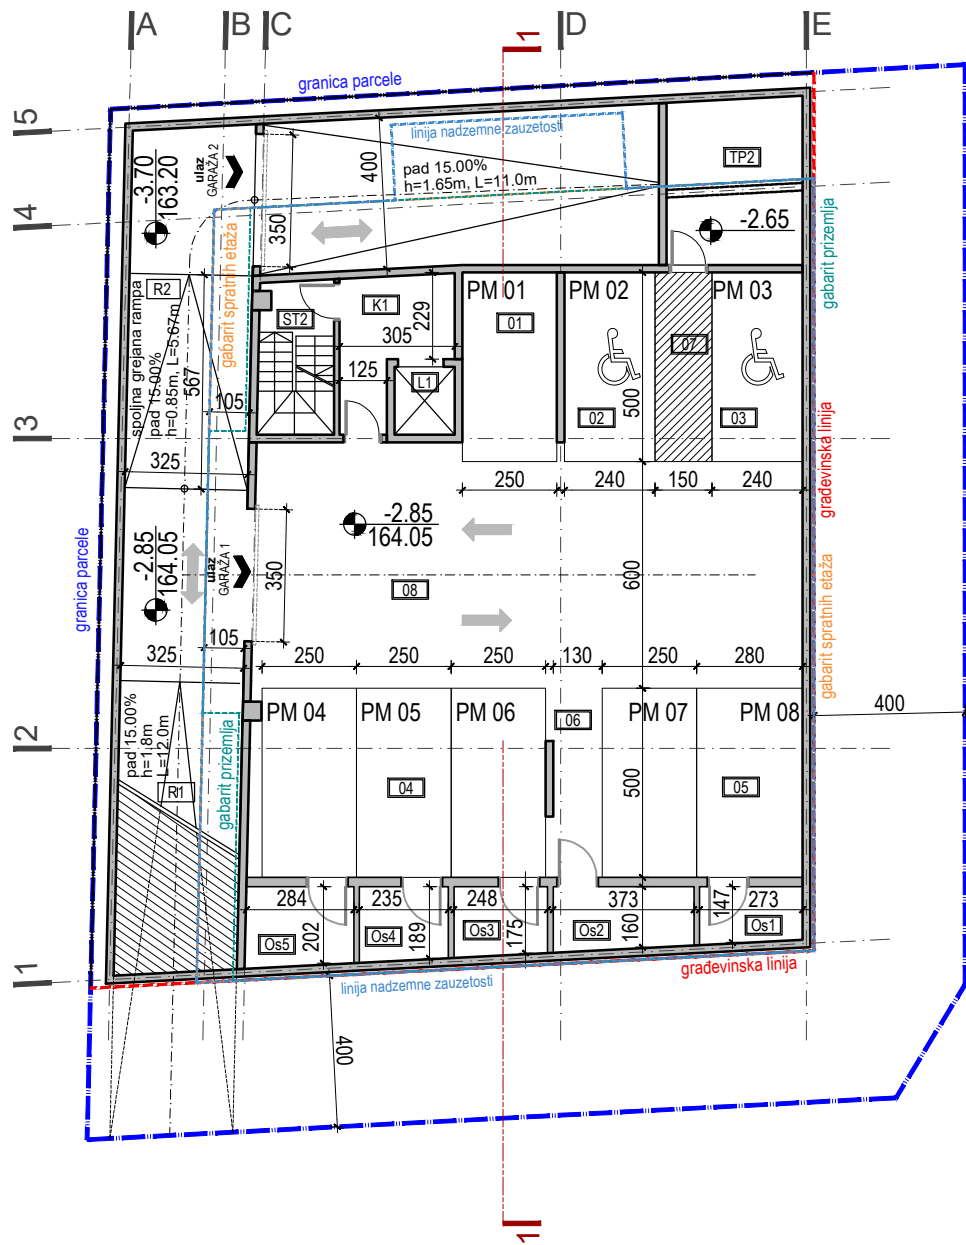 A
B
C
D
E
1
granica parcele
5
linija nadzemne zauzetosti
-3.70
163.20
ulaz
GARAŽA 2
400
pad 15.00%
h=1.65m, L=11.0m
TP2
4
350
-2.65
gabarit spratnih etaža
gabarit prizemlja
R2
spoljna grejana rampa
pad 15.00%
h=0.85m, L=5.67m
567
ST2
K1
305
229
125
L1
PM 01
01
PM 02
PM 03
07
02
03
500
105
3
325
250
240
150
240
građevinska linija
-2.85
164.05
-2.85
164.05
ulaz
GARAŽA 1
350
600
08
granica parcele
gabarit spratnih etaža
105
325
250
250
250
130
250
280
400
pad 15.00%
h=1.8m
L=12.0m
R1
gabarit prizemlja
2
PM 04
PM 05
PM 06
06
PM 07
PM 08
04
500
05
284
235
248
373
147
273
Os5
202
Os4
189
Os3
175
Os2
160
Os1
1
linija nadzemne zauzetosti
građevinska linija
400
1